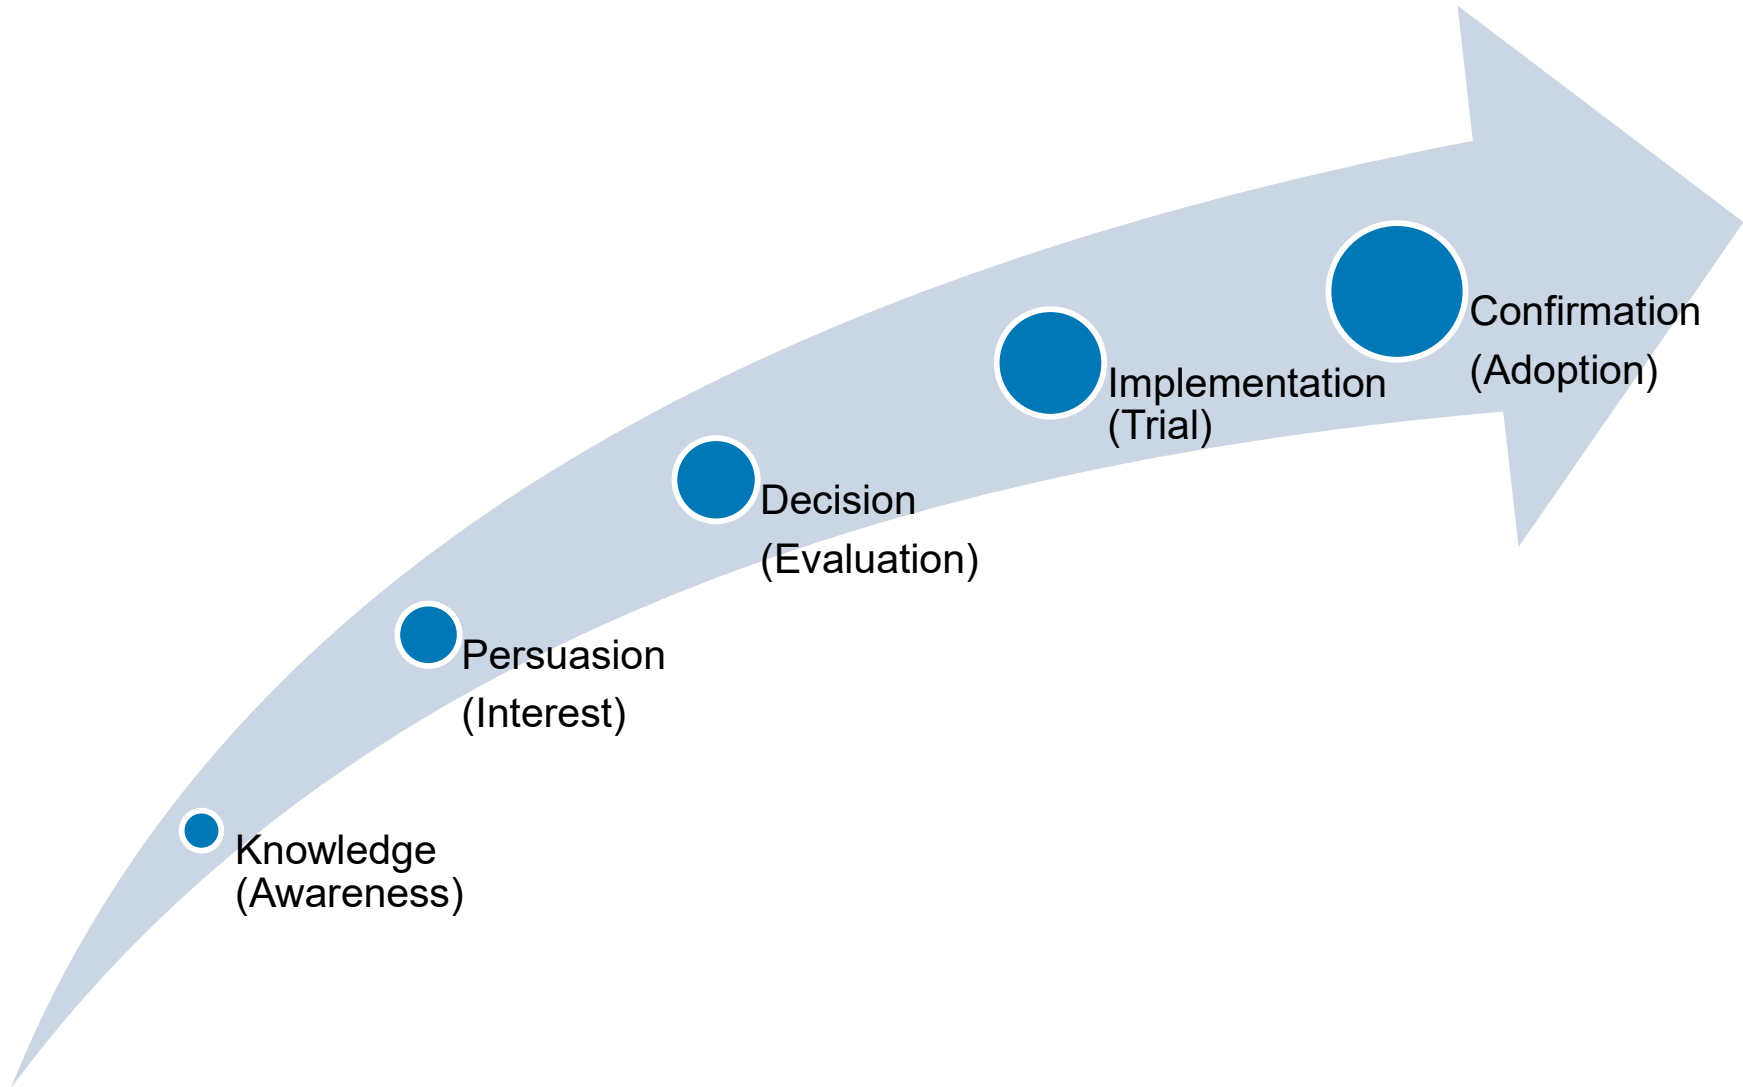 Knowledge
(Awareness)
Persuasion
(Interest)
Decision
(Evaluation)
Implementation
(Trial)
Confirmation
(Adoption)